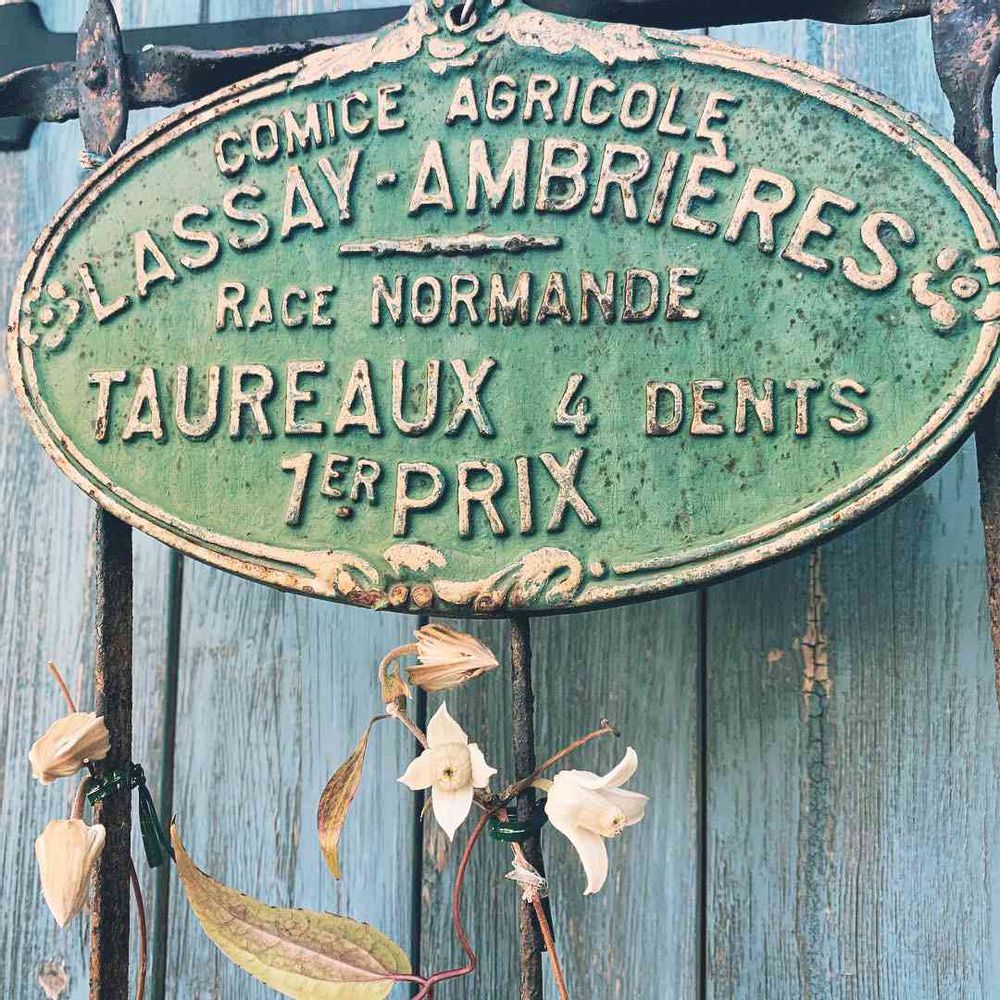 COMICE AGRICOLE
LASSAY-AMBRIÈRES
RACE NORMANDE
TAUREAUX 4 DENTS
1ER PRIX